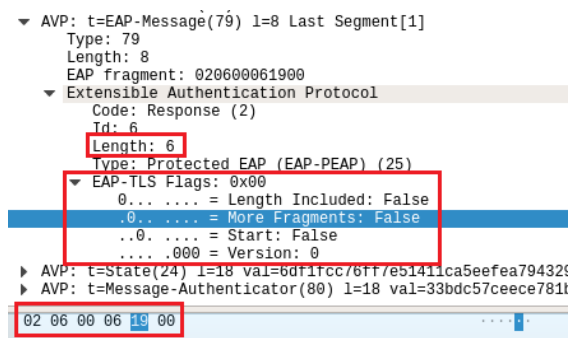 AVP: t=EAP-Message(79) l=8 Last Segment[1]
Type: 79
Length: 8
EAP fragment: 020600061900
Extensible Authentication Protocol
Code: Response (2)
Id: 6
Length: 6
Type: Protected EAP (EAP-PEAP) (25)
EAP-TLS Flags: 0x00
0... .... = Length Included: False
.0.. .... = More Fragments: False
..0. .... = Start: False
.... .000 = Version: 0
AVP: t=State(24) l=18 val=6df1fcc76ff7e51411ca5eefea794329
AVP: t=Message-Authenticator(80) l=18 val=33bdc57ceece781b
02 06 00 06 19 00 ······